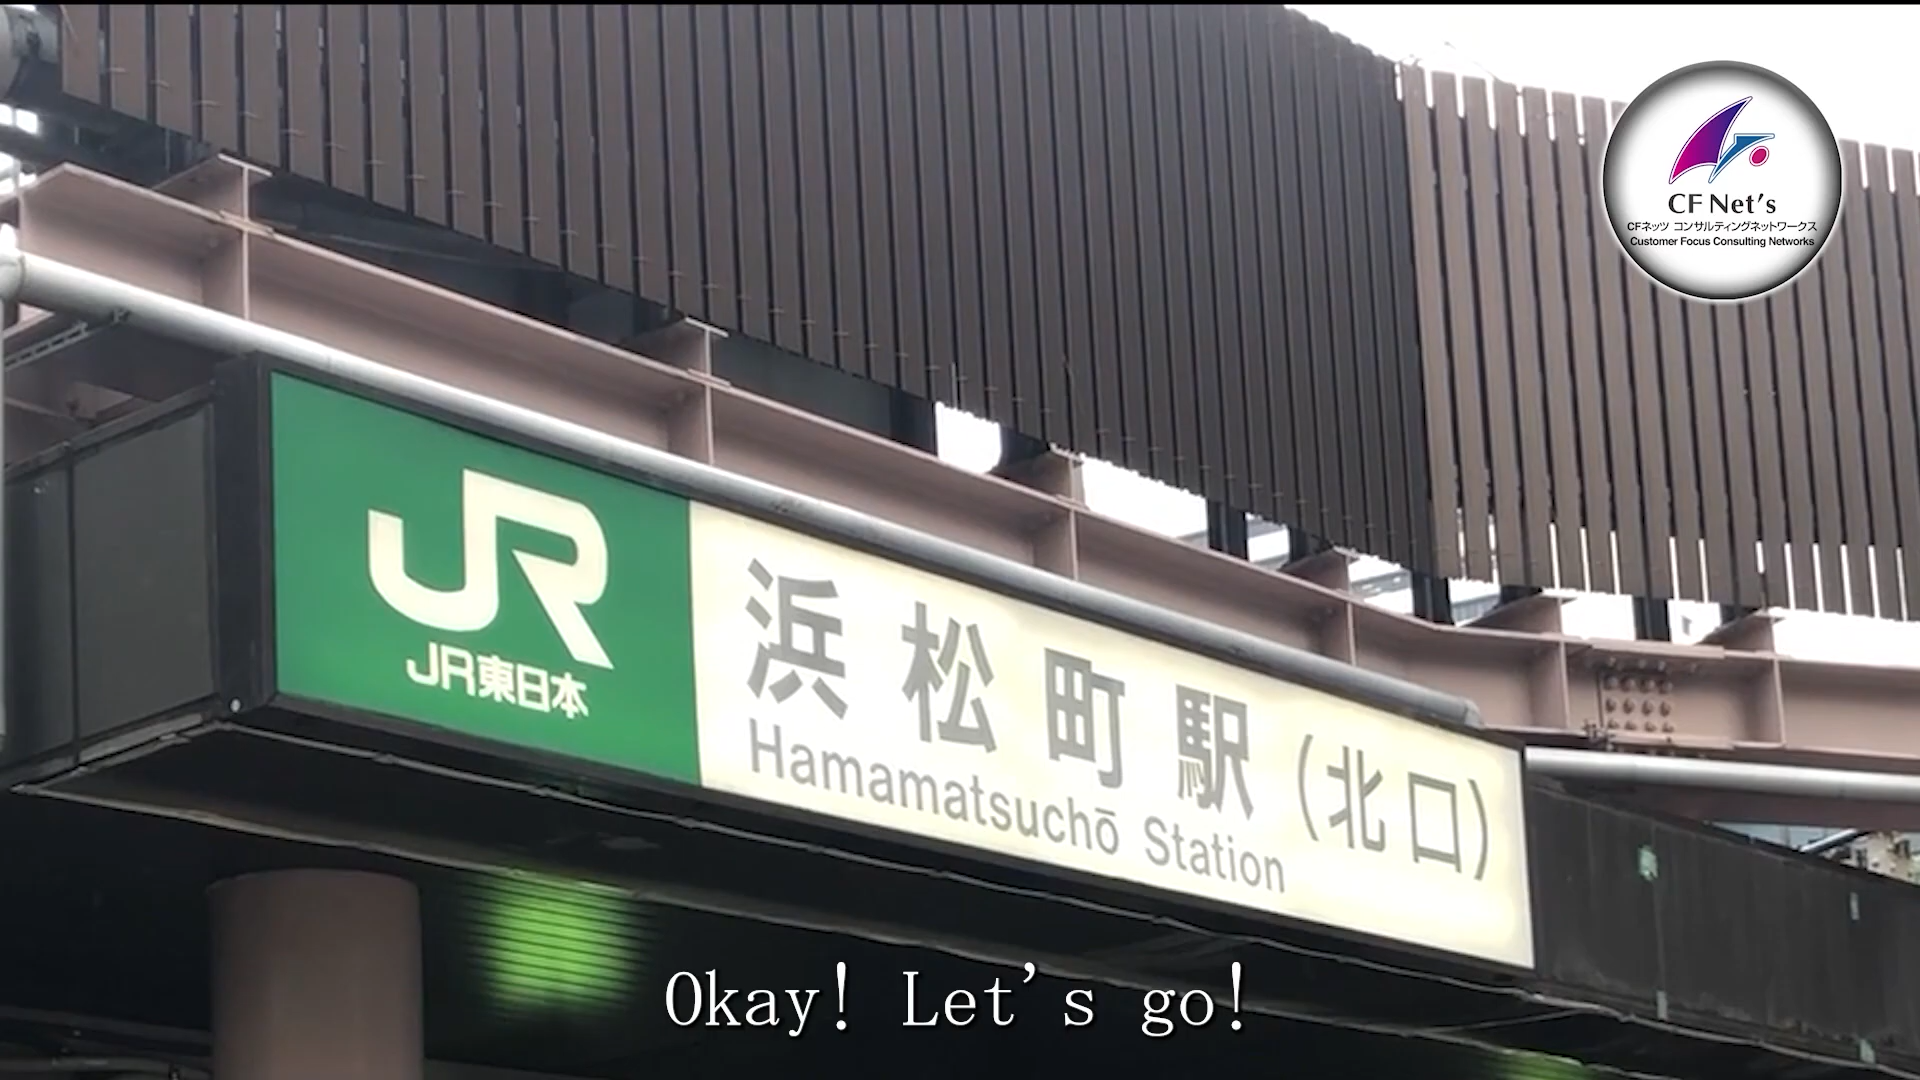 CF Net's
CFネッツ コンサルティングネットワークス
Customer Focus Consulting Networks
JR
JR東日本
浜松町駅(北口)
Hamamatsuchō Station
Okay! Let's go!